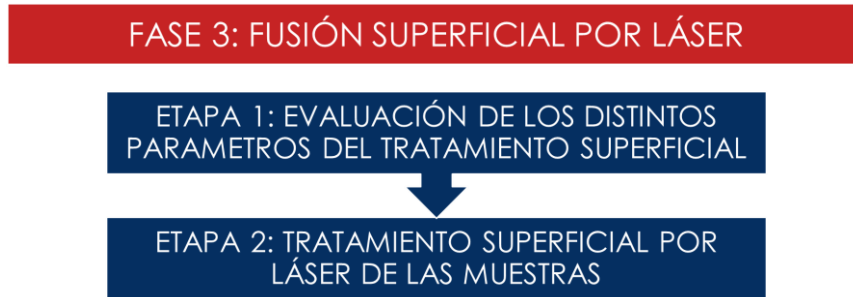 FASE 3: FUSIÓN SUPERFICIAL POR LÁSER
ETAPA 1: EVALUACIÓN DE LOS DISTINTOS
PARAMETROS DEL TRATAMIENTO SUPERFICIAL
ETAPA 2: TRATAMIENTO SUPERFICIAL POR
LÁSER DE LAS MUESTRAS